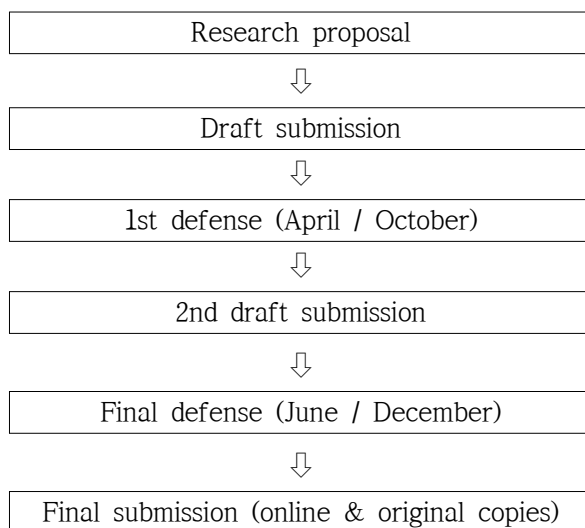 Research proposal
⇩
Draft submission
⇩
1st defense (April / October)
⇩
2nd draft submission
⇩
Final defense (June / December)
⇩
Final submission (online & original copies)